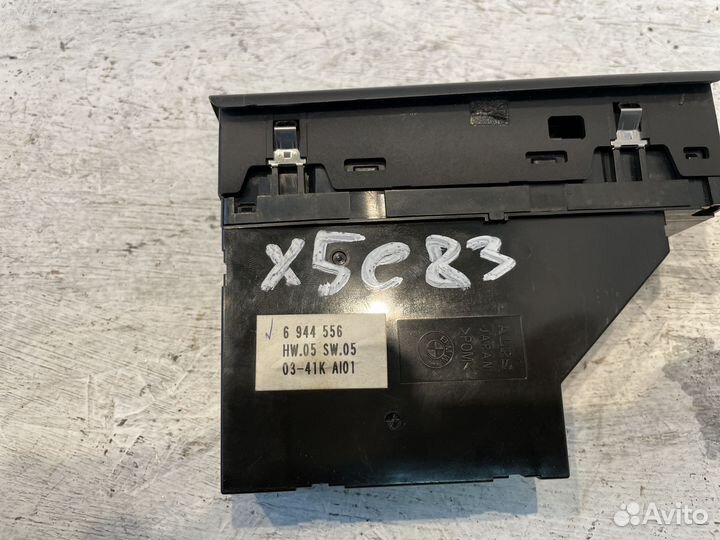 x5e83
6 944 556
HW.05 SW.05
03-41K AI01
ALPS
JAPAN
>POM<
Avito